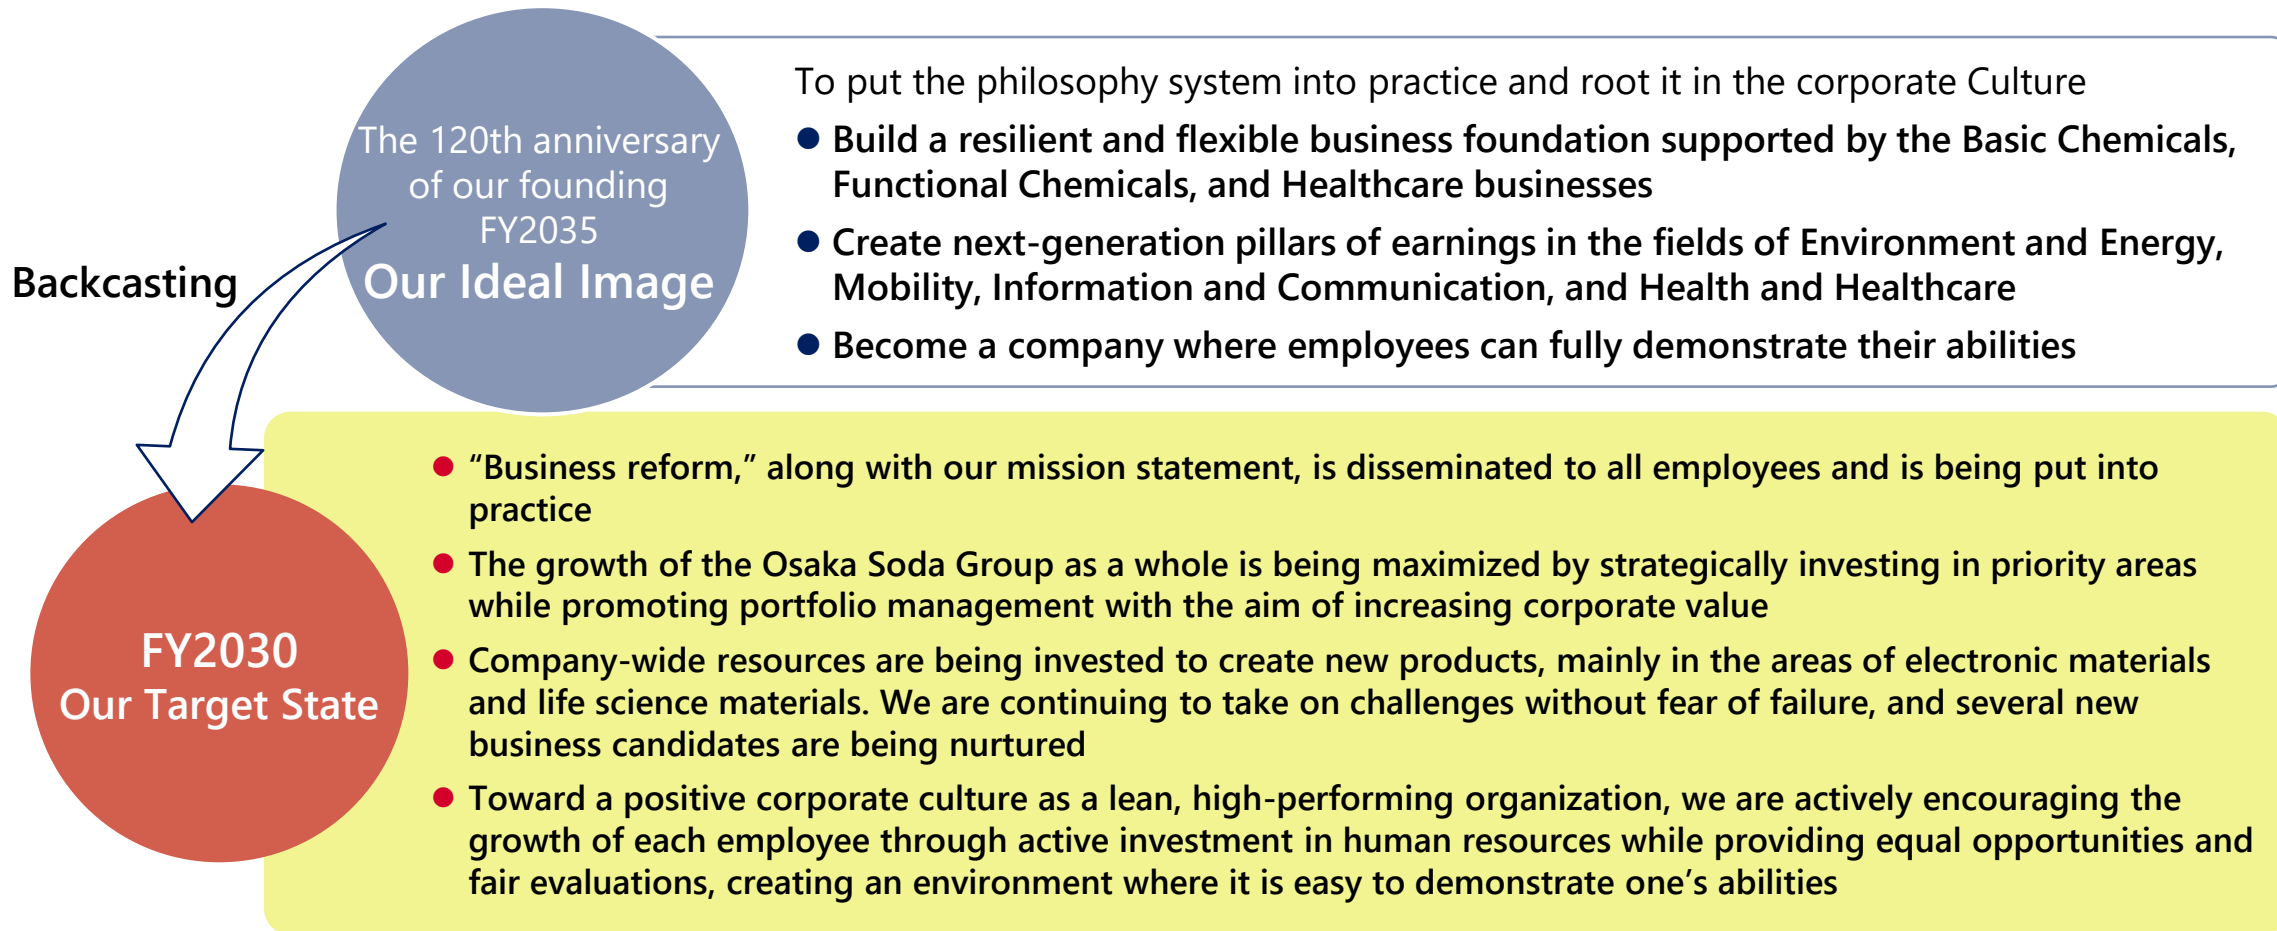 The 120th anniversary
of our founding
FY2035
Our Ideal Image
To put the philosophy system into practice and root it in the corporate Culture
● Build a resilient and flexible business foundation supported by the Basic Chemicals,
Functional Chemicals, and Healthcare businesses
● Create next-generation pillars of earnings in the fields of Environment and Energy,
Mobility, Information and Communication, and Health and Healthcare
● Become a company where employees can fully demonstrate their abilities
Backcasting
FY2030
Our Target State
● “Business reform,” along with our mission statement, is disseminated to all employees and is being put into
practice
● The growth of the Osaka Soda Group as a whole is being maximized by strategically investing in priority areas
while promoting portfolio management with the aim of increasing corporate value
● Company-wide resources are being invested to create new products, mainly in the areas of electronic materials
and life science materials. We are continuing to take on challenges without fear of failure, and several new
business candidates are being nurtured
● Toward a positive corporate culture as a lean, high-performing organization, we are actively encouraging the
growth of each employee through active investment in human resources while providing equal opportunities and
fair evaluations, creating an environment where it is easy to demonstrate one’s abilities